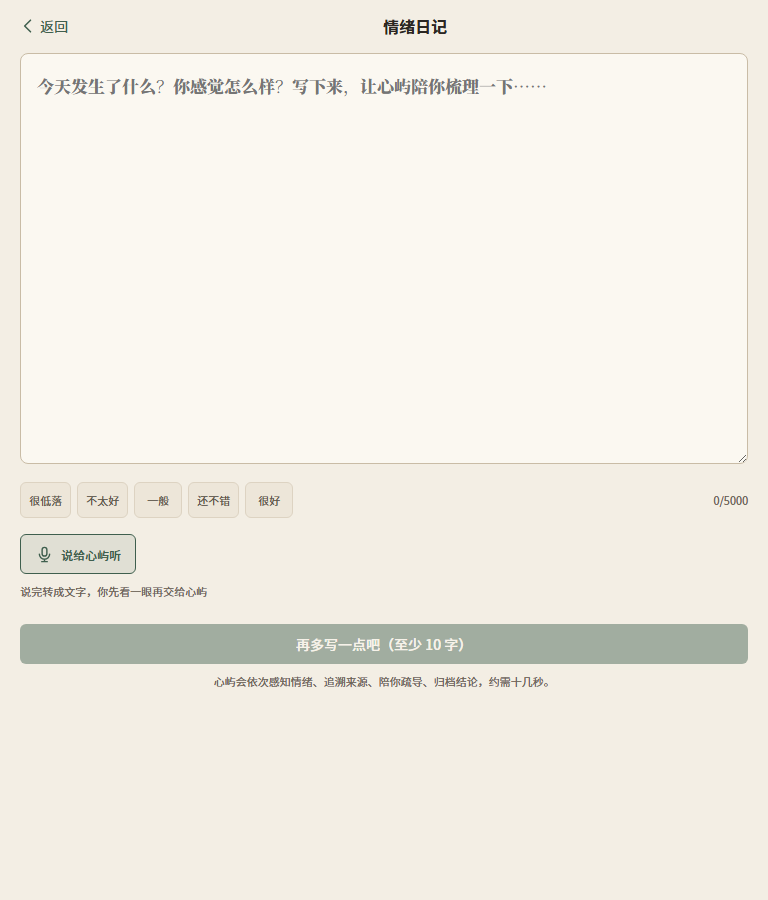 返回
情绪日记
今天发生了什么？你感觉怎么样？写下来，让心屿陪你梳理一下……
很低落
不太好
一般
还不错
很好
0/5000
说给心屿听
说完转成文字，你先看一眼再交给心屿
再多写一点吧（至少 10 字）
心屿会依次感知情绪、追溯来源、陪你疏导、归档结论，约需十几秒。